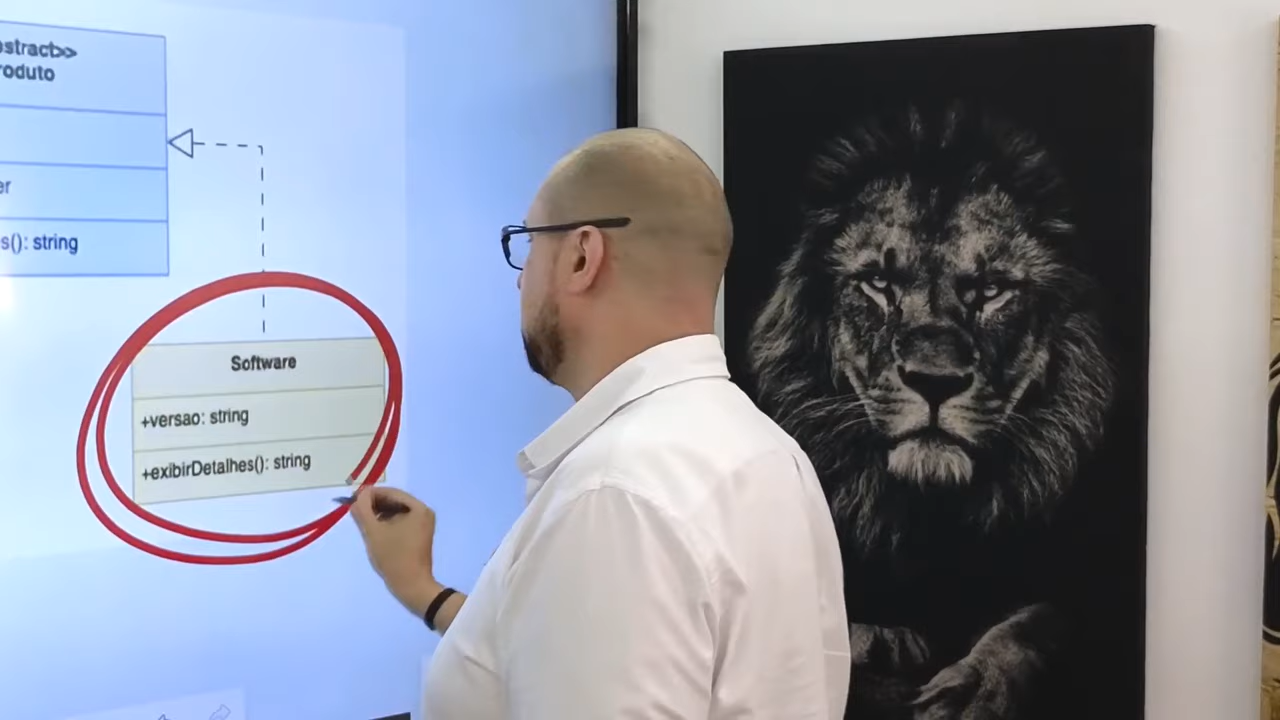 stract>>
roduto
er
s(): string
Software
+versao: string
+exibirDetalhes(): string